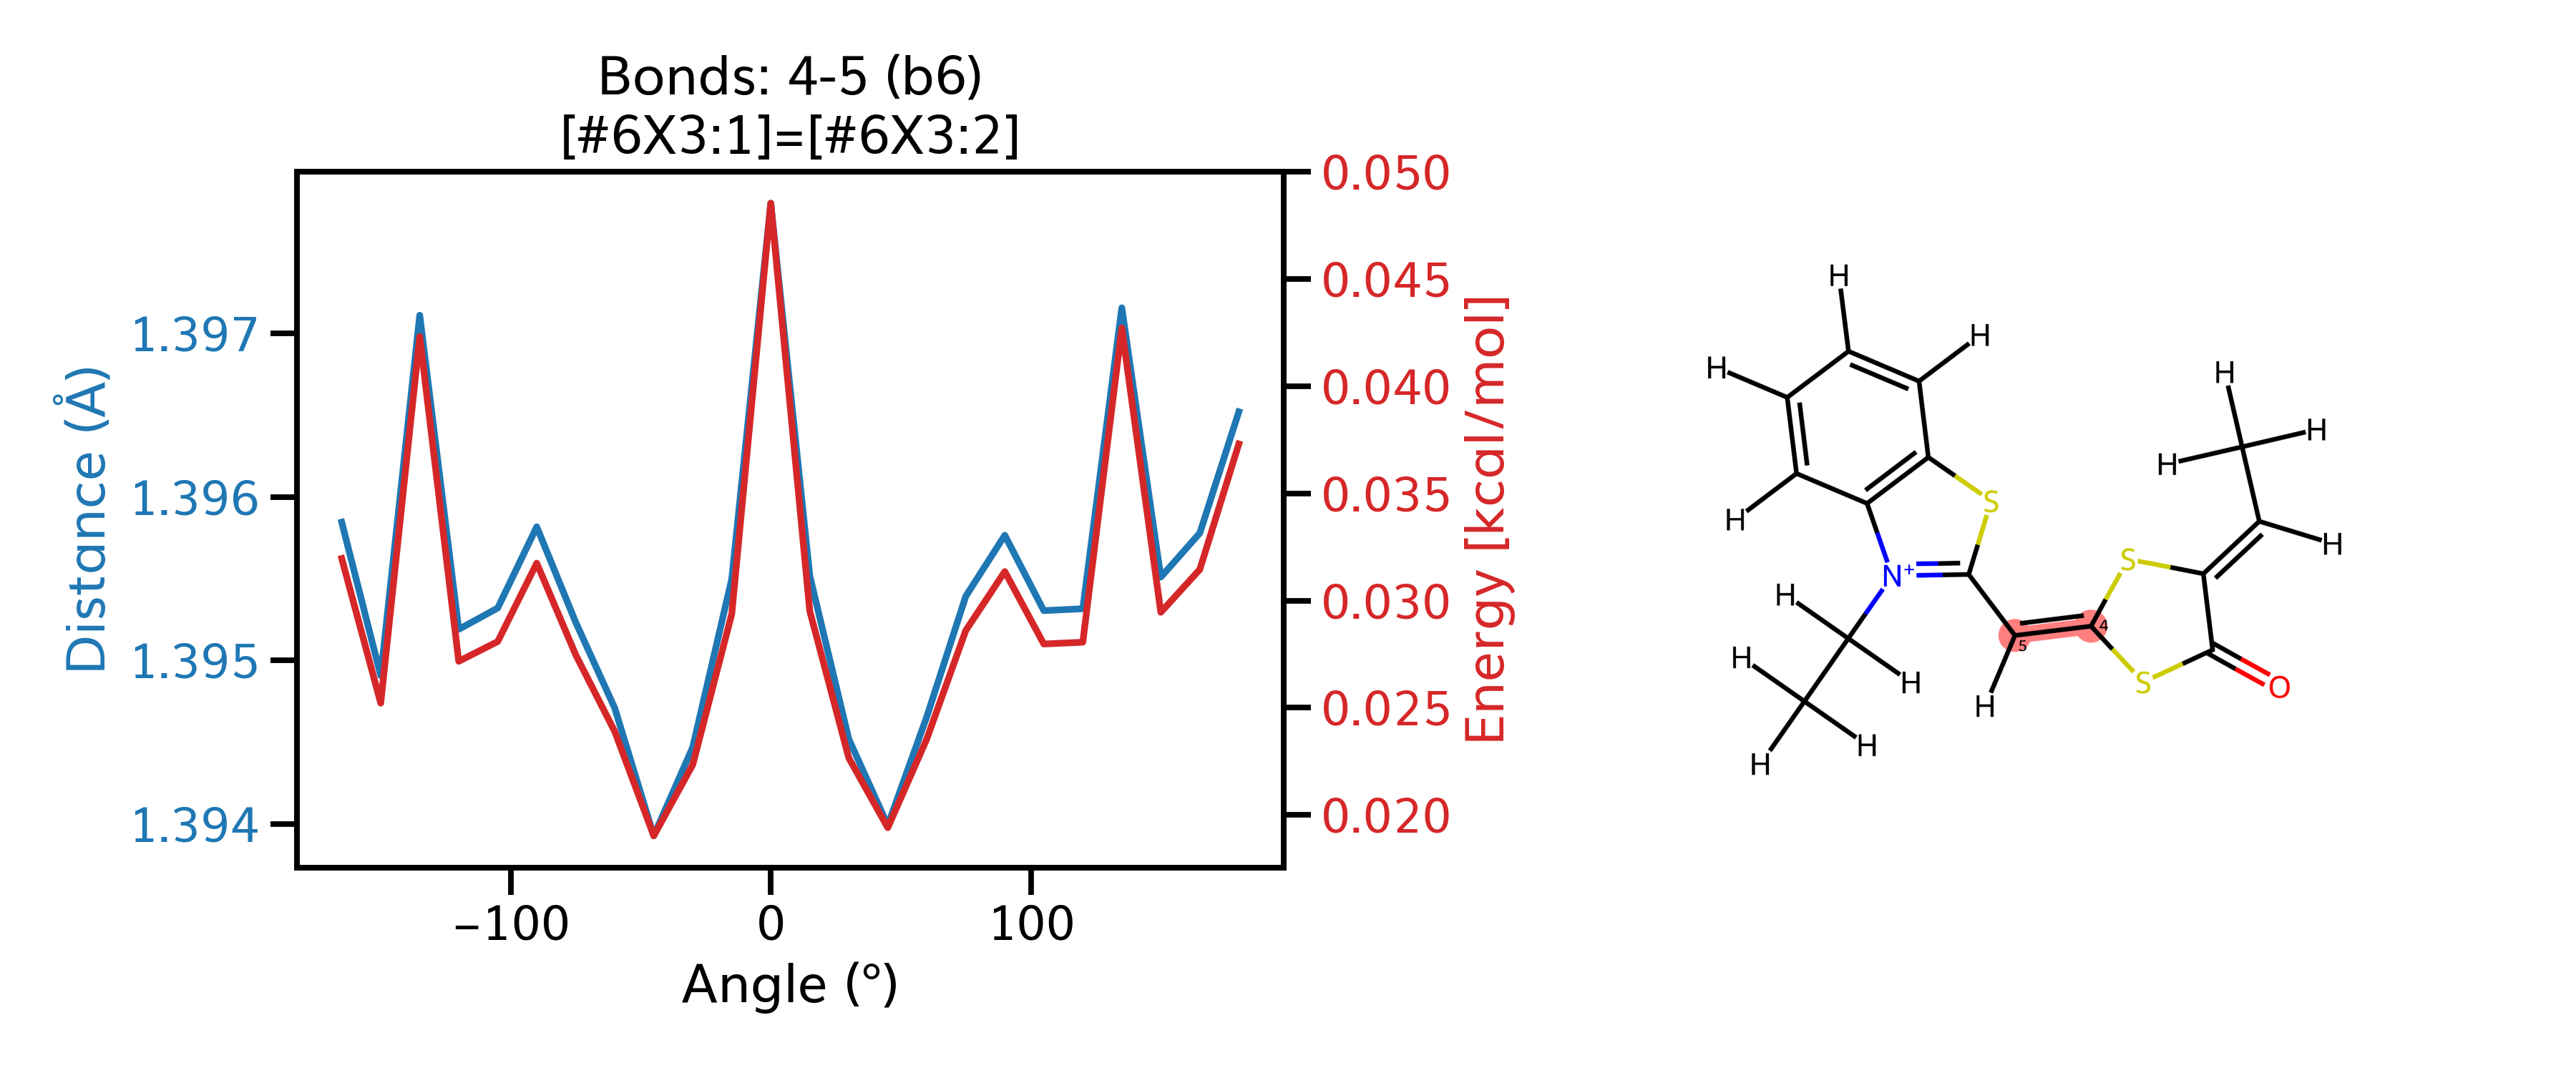 Bonds: 4-5 (b6)
[#6X3:1]=[#6X3:2]
Distance (Å)
1.397
1.396
1.395
1.394
0.050
0.045
0.040
0.035
0.030
0.025
0.020
Energy [kcal/mol]
−100 0 100
Angle (°)
H
H
H
H
H
H
H
S
H
S
H
N+
H
4
5
H
H
S
O
H
H
H